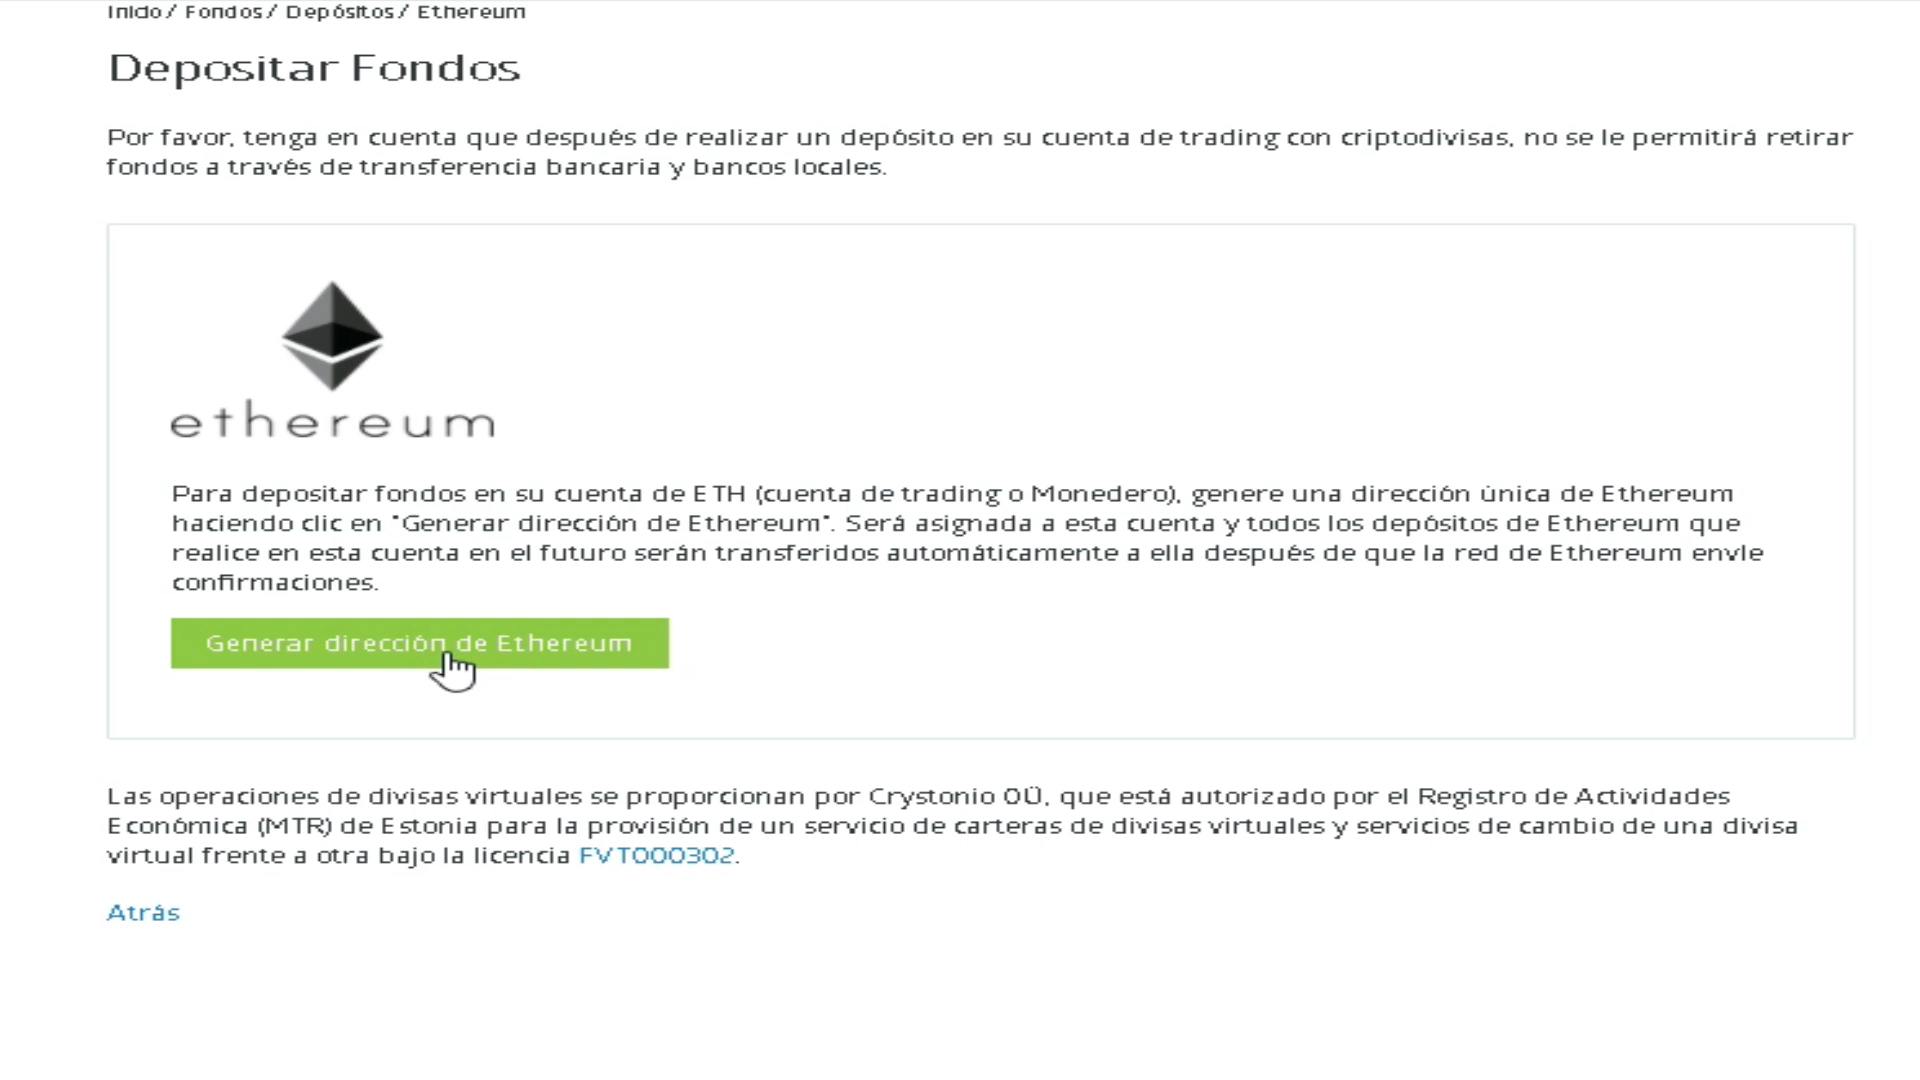 Inicio / Fondos / Depósitos / Ethereum
Depositar Fondos
Por favor, tenga en cuenta que después de realizar un depósito en su cuenta de trading con criptodivisas, no se le permitirá retirar
fondos a través de transferencia bancaria y bancos locales.
ethereum
Para depositar fondos en su cuenta de ETH (cuenta de trading o Monedero), genere una dirección única de Ethereum
haciendo clic en "Generar dirección de Ethereum". Será asignada a esta cuenta y todos los depósitos de Ethereum que
realice en esta cuenta en el futuro serán transferidos automáticamente a ella después de que la red de Ethereum envíe
confirmaciones.
Generar dirección de Ethereum
Las operaciones de divisas virtuales se proporcionan por Crystonio OÜ, que está autorizado por el Registro de Actividades
Económica (MTR) de Estonia para la provisión de un servicio de carteras de divisas virtuales y servicios de cambio de una divisa
virtual frente a otra bajo la licencia FVT000302.
Atrás